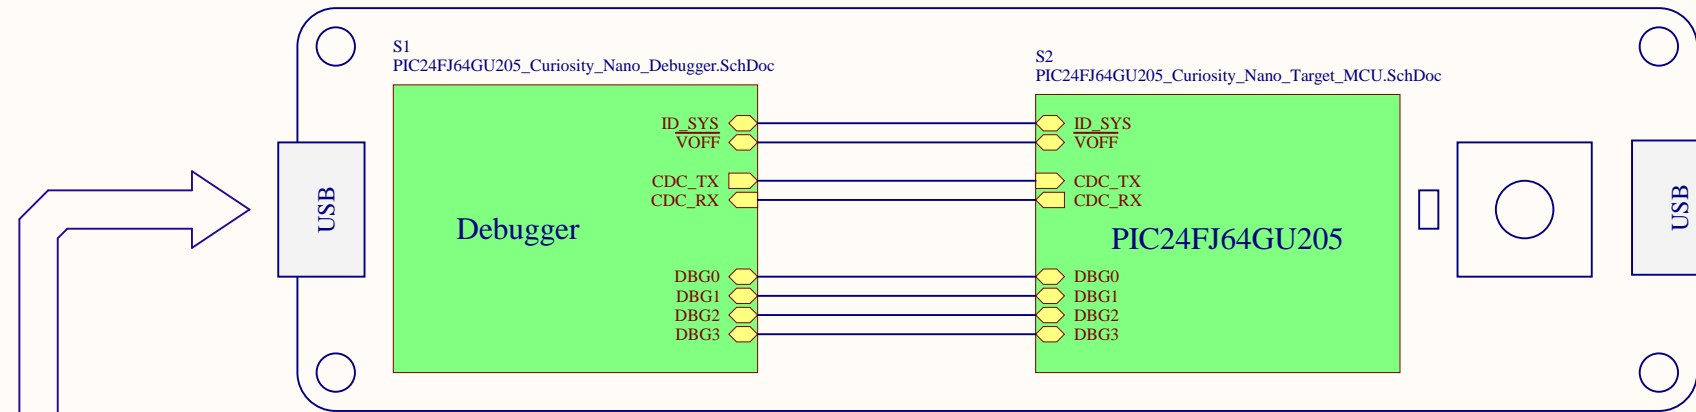 S1
PIC24FJ64GU205_Curiosity_Nano_Debugger.SchDoc
ID_SYS
VOFF
CDC_TX
CDC_RX
Debugger
DBG0
DBG1
DBG2
DBG3
USB
S2
PIC24FJ64GU205_Curiosity_Nano_Target_MCU.SchDoc
ID_SYS
VOFF
CDC_TX
CDC_RX
PIC24FJ64GU205
DBG0
DBG1
DBG2
DBG3
USB